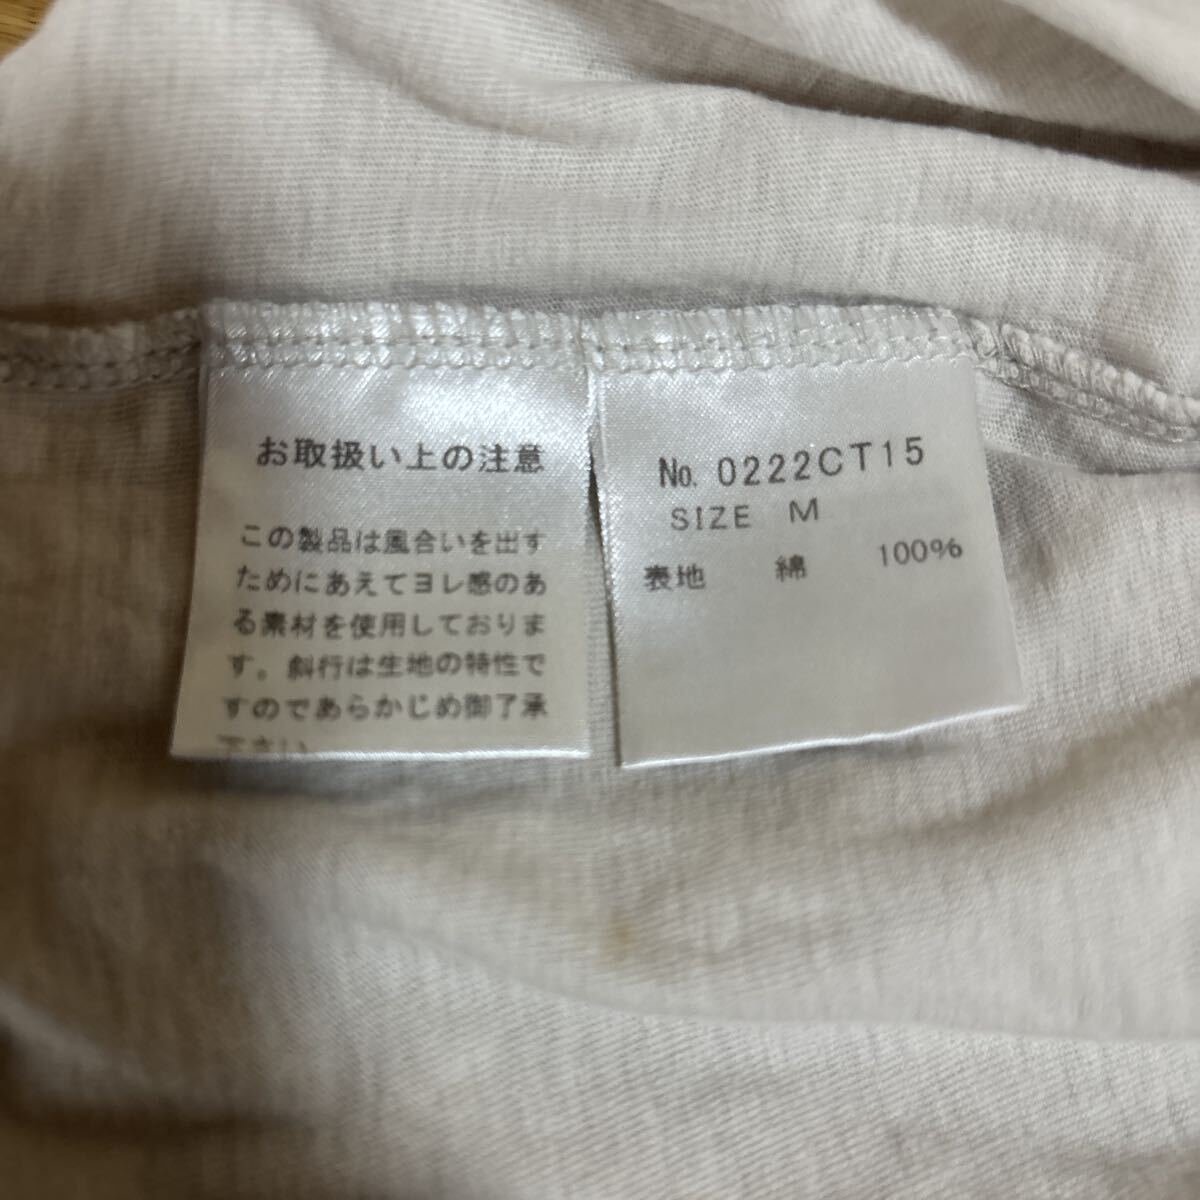 お取扱い上の注意
この製品は風合いを出す
ためにあえてヨレ感のあ
る素材を使用しておりま
す。斜行は生地の特性で
すのであらかじめ御了承
下さい
No. 0222CT15
SIZE M
表地 綿 100%